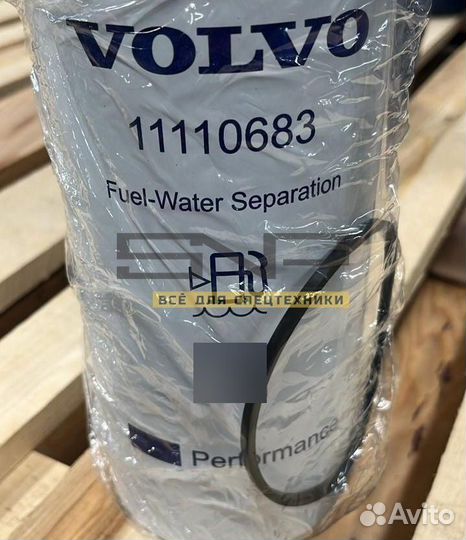 VOLVO
11110683
Fuel-Water Separation
ВСЁ ДЛЯ СПЕЦТЕХНИКИ
Performance
Avito